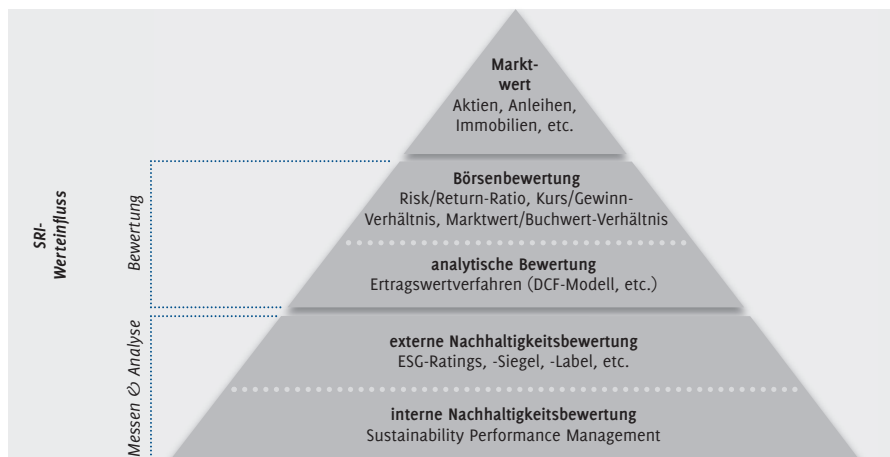 Markt-
wert
Aktien, Anleihen,
Immobilien, etc.
SRI-
Werteinfluss
Bewertung
Börsenbewertung
Risk/Return-Ratio, Kurs/Gewinn-
Verhältnis, Marktwert/Buchwert-Verhältnis
analytische Bewertung
Ertragswertverfahren (DCF-Modell, etc.)
Messen & Analyse
externe Nachhaltigkeitsbewertung
ESG-Ratings, -Siegel, -Label, etc.
interne Nachhaltigkeitsbewertung
Sustainability Performance Management